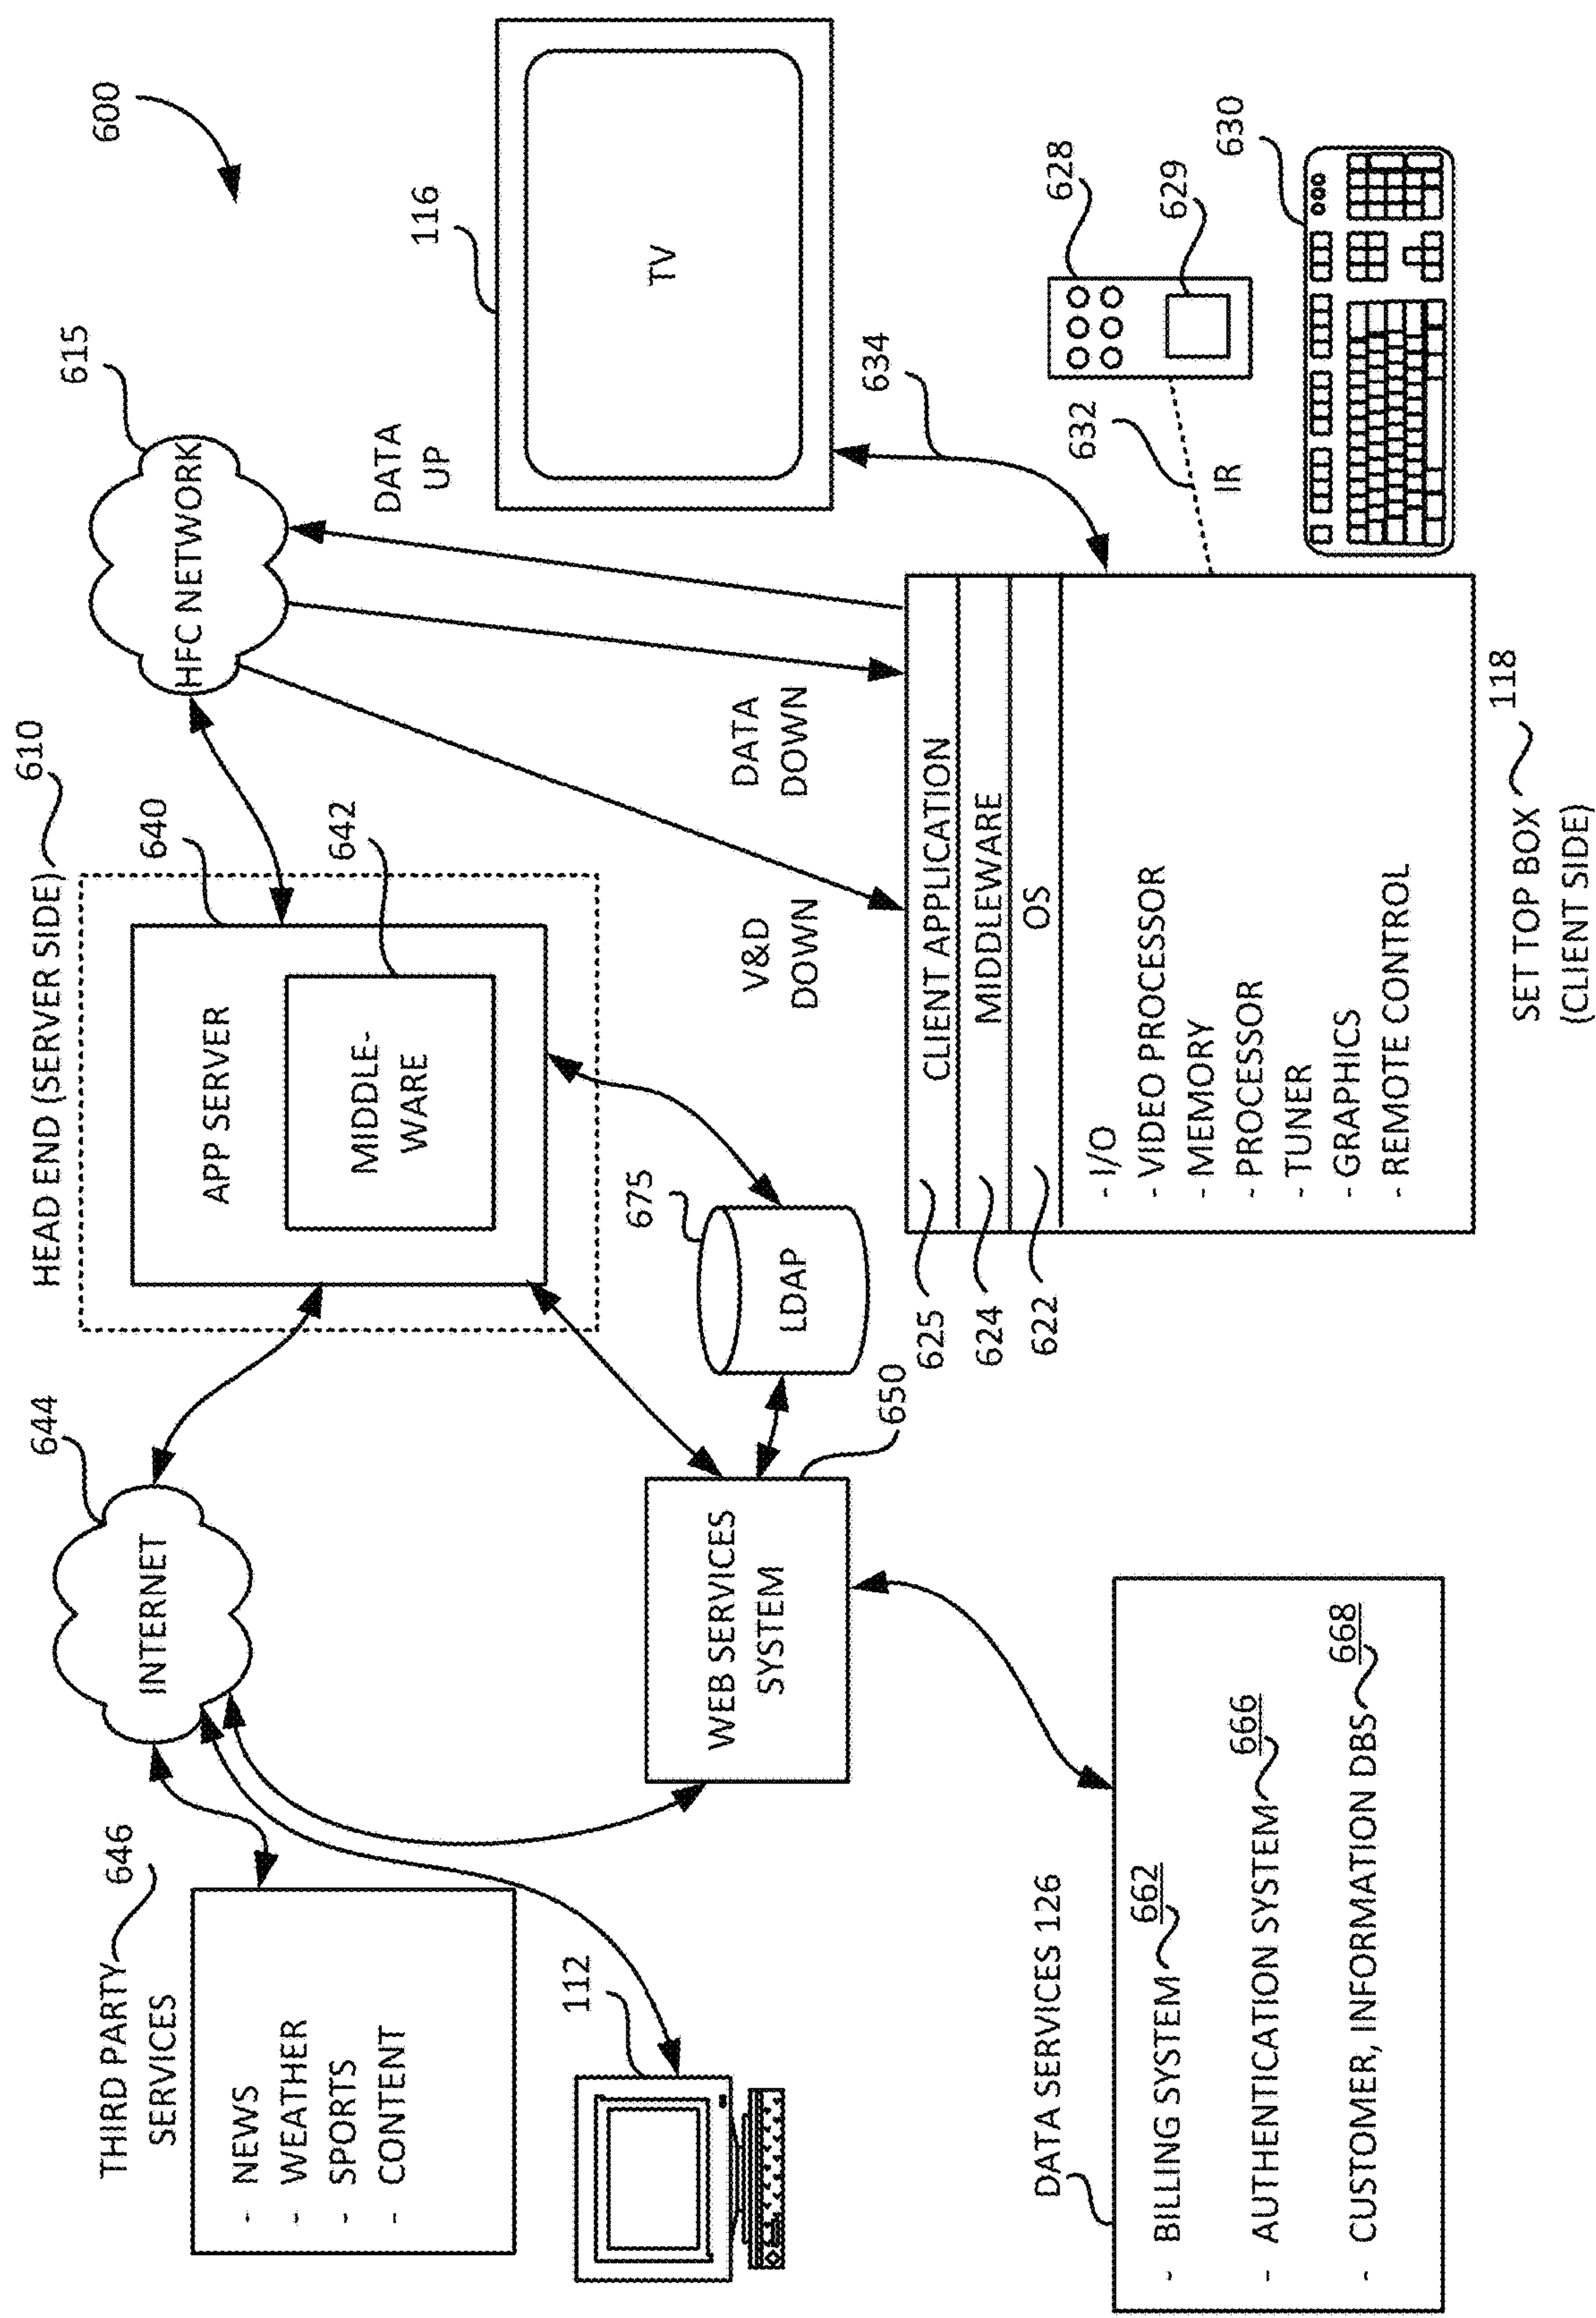 600
HEAD END (SERVER SIDE)
610
615
HFC NETWORK
644
INTERNET
THIRD PARTY
SERVICES
646
- NEWS
- WEATHER
- SPORTS
- CONTENT
640
APP SERVER
642
MIDDLE-
WARE
DATA
UP
116
TV
112
WEB SERVICES
SYSTEM
650
675
LDAP
V&D
DOWN
DATA
DOWN
634
628
629
632
IR
630
625
CLIENT APPLICATION
624
MIDDLEWARE
622
OS
- I/O
- VIDEO PROCESSOR
- MEMORY
- PROCESSOR
- TUNER
- GRAPHICS
- REMOTE CONTROL
SET TOP BOX
(CLIENT SIDE)
118
DATA SERVICES 126
- BILLING SYSTEM 662
- AUTHENTICATION SYSTEM 666
- CUSTOMER, INFORMATION DBS 668